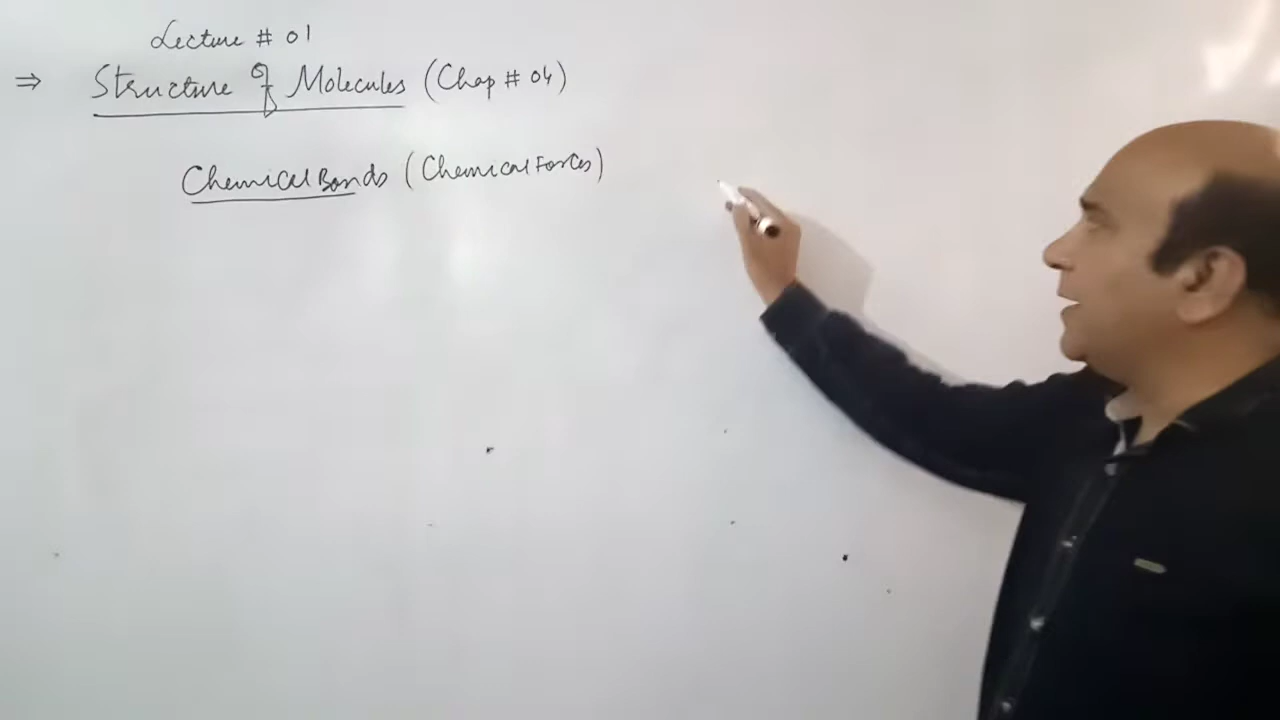 Lecture # 01
⇒ Structure of Molecules (Chap # 04)
Chemical Bonds (Chemical Forces)